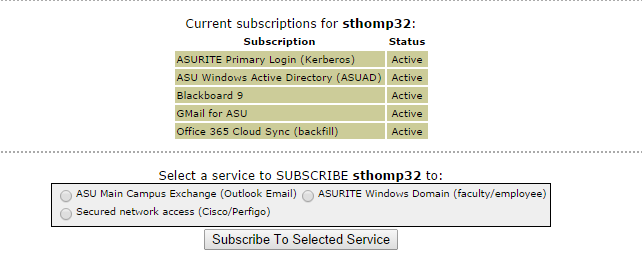 Current subscriptions for sthomp32:
Subscription Status
ASURITE Primary Login (Kerberos) Active
ASU Windows Active Directory (ASUAD) Active
Blackboard 9 Active
GMail for ASU Active
Office 365 Cloud Sync (backfill) Active
Select a service to SUBSCRIBE sthomp32 to:
ASU Main Campus Exchange (Outlook Email) ASURITE Windows Domain (faculty/employee)
Secured network access (Cisco/Perfigo)
Subscribe To Selected Service